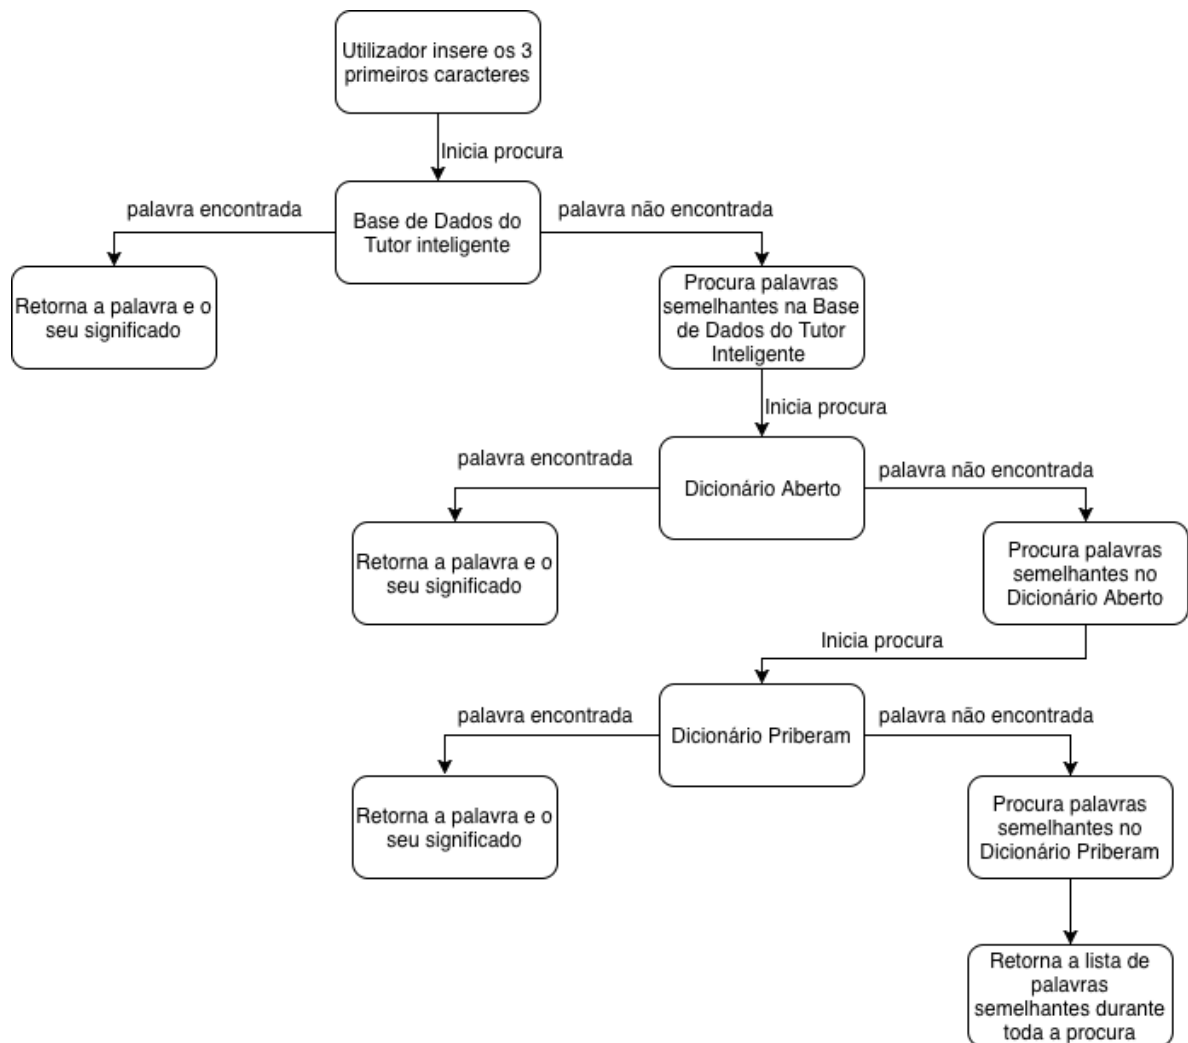 Utilizador insere os 3
primeiros caracteres
Inicia procura
palavra encontrada
Base de Dados do
Tutor inteligente
palavra não encontrada
Retorna a palavra e o
seu significado
Procura palavras
semelhantes na Base
de Dados do Tutor
Inteligente
Inicia procura
palavra encontrada
Dicionário Aberto
palavra não encontrada
Retorna a palavra e o
seu significado
Procura palavras
semelhantes no
Dicionário Aberto
Inicia procura
palavra encontrada
Dicionário Priberam
palavra não encontrada
Retorna a palavra e o
seu significado
Procura palavras
semelhantes no
Dicionário Priberam
Retorna a lista de
palavras
semelhantes durante
toda a procura